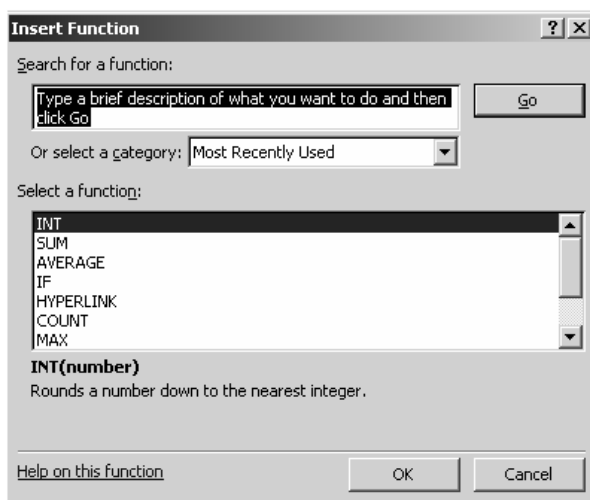 Insert Function
Search for a function:
Type a brief description of what you want to do and then
click Go
Go
Or select a category: Most Recently Used
Select a function:
INT
SUM
AVERAGE
IF
HYPERLINK
COUNT
MAX
INT(number)
Rounds a number down to the nearest integer.
Help on this function
OK
Cancel